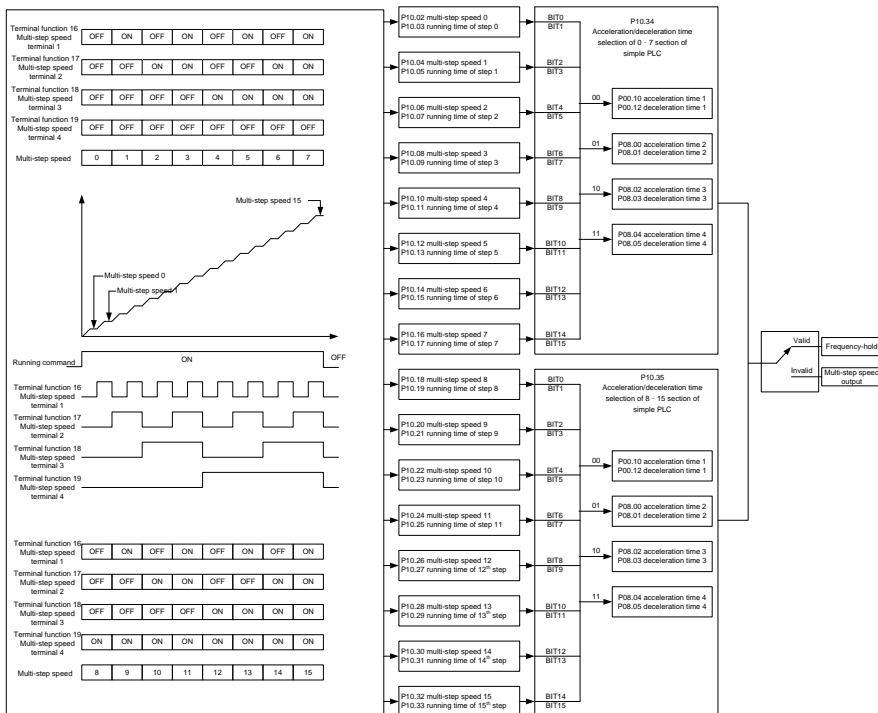 Terminal function 16
Multi-step speed
terminal 1
OFF ON OFF ON OFF ON OFF ON
Terminal function 17
Multi-step speed
terminal 2
OFF OFF ON ON OFF OFF ON ON
Terminal function 18
Multi-step speed
terminal 3
OFF OFF OFF OFF ON ON ON ON
Terminal function 19
Multi-step speed
terminal 4
OFF OFF OFF OFF OFF OFF OFF OFF
Multi-step speed
0 1 2 3 4 5 6 7
Multi-step speed 15
Multi-step speed 0
Multi-step speed 1
Running command
ON
OFF
Terminal function 16
Multi-step speed
terminal 1
Terminal function 17
Multi-step speed
terminal 2
Terminal function 18
Multi-step speed
terminal 3
Terminal function 19
Multi-step speed
terminal 4
Terminal function 16
Multi-step speed
terminal 1
OFF ON OFF ON OFF ON OFF ON
Terminal function 17
Multi-step speed
terminal 2
OFF OFF ON ON OFF OFF ON ON
Terminal function 18
Multi-step speed
terminal 3
OFF OFF OFF OFF ON ON ON ON
Terminal function 19
Multi-step speed
terminal 4
ON ON ON ON ON ON ON ON
Multi-step speed
8 9 10 11 12 13 14 15
P10.02 multi-step speed 0
P10.03 running time of step 0
P10.04 multi-step speed 1
P10.05 running time of step 1
P10.06 multi-step speed 2
P10.07 running time of step 2
P10.08 multi-step speed 3
P10.09 running time of step 3
P10.10 multi-step speed 4
P10.11 running time of step 4
P10.12 multi-step speed 5
P10.13 running time of step 5
P10.14 multi-step speed 6
P10.15 running time of step 6
P10.16 multi-step speed 7
P10.17 running time of step 7
P10.18 multi-step speed 8
P10.19 running time of step 8
P10.20 multi-step speed 9
P10.21 running time of step 9
P10.22 multi-step speed 10
P10.23 running time of step 10
P10.24 multi-step speed 11
P10.25 running time of step 11
P10.26 multi-step speed 12
P10.27 running time of 12th step
P10.28 multi-step speed 13
P10.29 running time of 13th step
P10.30 multi-step speed 14
P10.31 running time of 14th step
P10.32 multi-step speed 15
P10.33 running time of 15th step
BIT0
BIT1
BIT2
BIT3
BIT4
BIT5
BIT6
BIT7
BIT8
BIT9
BIT10
BIT11
BIT12
BIT13
BIT14
BIT15
P10.34
Acceleration/deceleration time
selection of 0 - 7 section of
simple PLC
00
P00.10 acceleration time 1
P00.12 deceleration time 1
01
P08.00 acceleration time 2
P08.01 deceleration time 2
10
P08.02 acceleration time 3
P08.03 deceleration time 3
11
P08.04 acceleration time 4
P08.05 deceleration time 4
BIT0
BIT1
BIT2
BIT3
BIT4
BIT5
BIT6
BIT7
BIT8
BIT9
BIT10
BIT11
BIT12
BIT13
BIT14
BIT15
P10.35
Acceleration/deceleration time
selection of 8 - 15 section of
simple PLC
00
P00.10 acceleration time 1
P00.12 deceleration time 1
01
P08.00 acceleration time 2
P08.01 deceleration time 2
10
P08.02 acceleration time 3
P08.03 deceleration time 3
11
P08.04 acceleration time 4
P08.05 deceleration time 4
Valid
Frequency-hold
Invalid
Multi-step speed
output